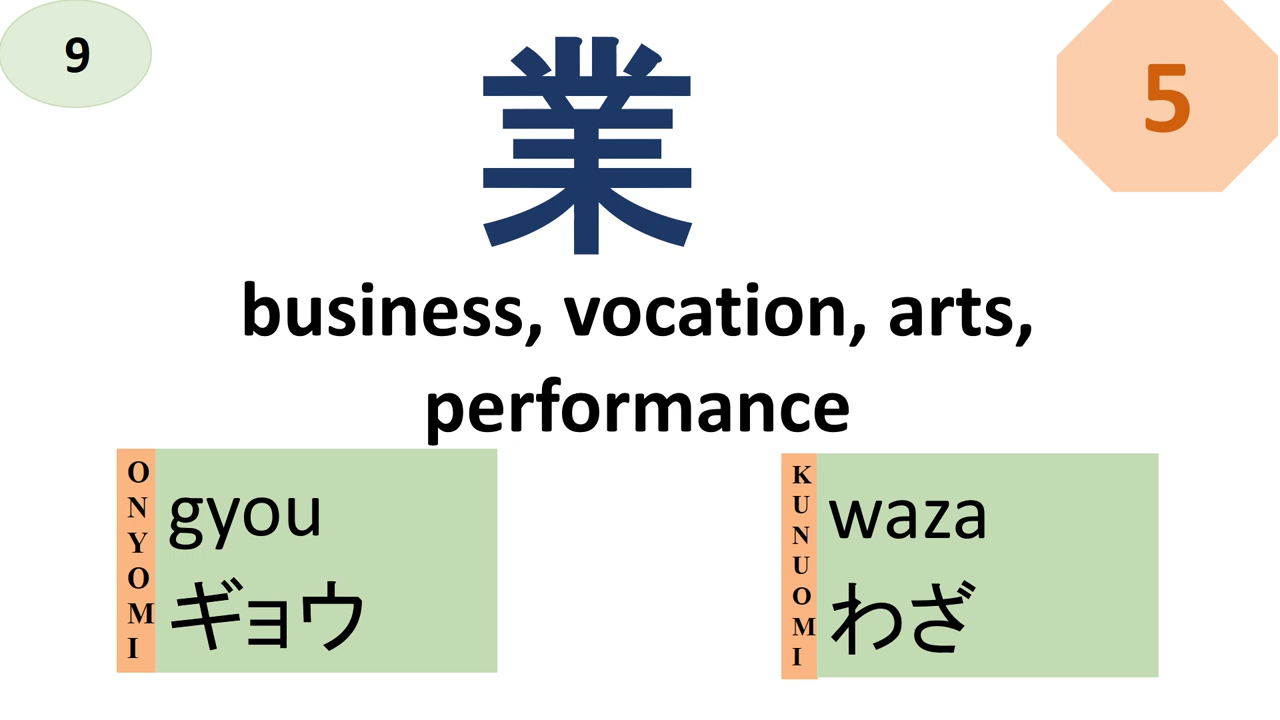 9
5
業
business, vocation, arts,
performance
ONYOMI
gyou
ギョウ
KUNUOMI
waza
わざ